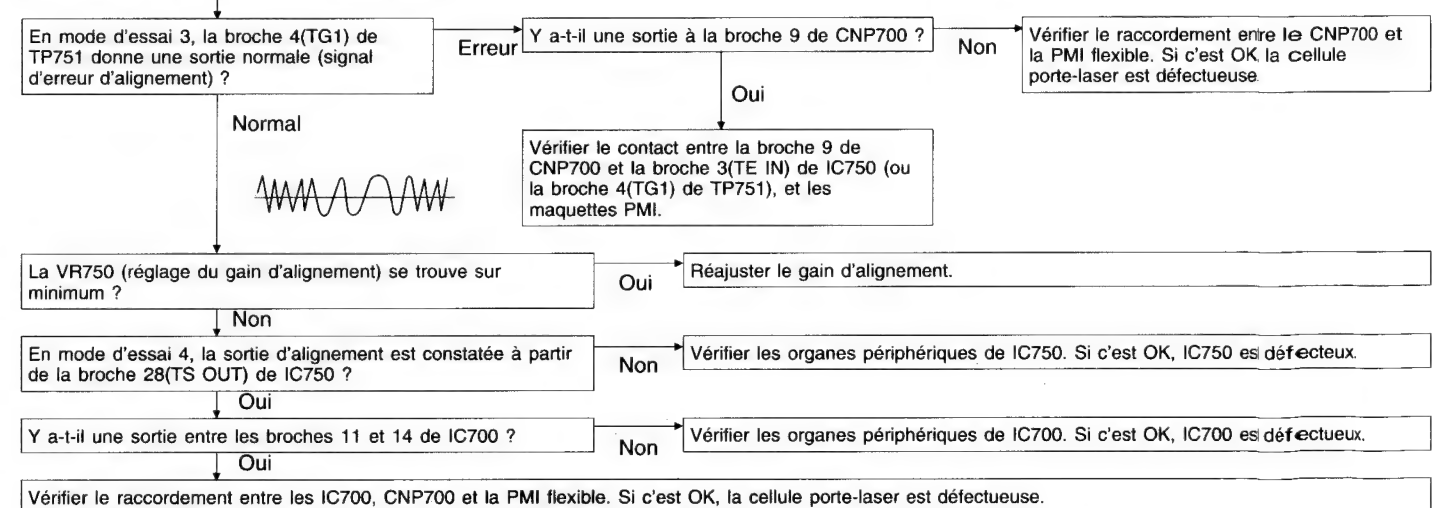 En mode d'essai 3, la broche 4(TG1) de
TP751 donne une sortie normale (signal
d'erreur d'alignement) ?
Erreur
Y a-t-il une sortie à la broche 9 de CNP700 ?
Non
Vérifier le raccordement entre le CNP700 et
la PMI flexible. Si c'est OK, la cellule
porte-laser est défectueuse.
Oui
Normal
Vérifier le contact entre la broche 9 de
CNP700 et la broche 3(TE IN) de IC750 (ou
la broche 4(TG1) de TP751), et les
maquettes PMI.
La VR750 (réglage du gain d'alignement) se trouve sur
minimum ?
Oui
Réajuster le gain d'alignement.
Non
En mode d'essai 4, la sortie d'alignement est constatée à partir
de la broche 28(TS OUT) de IC750 ?
Non
Vérifier les organes périphériques de IC750. Si c'est OK, IC750 es défecteux.
Oui
Y a-t-il une sortie entre les broches 11 et 14 de IC700 ?
Non
Vérifier les organes périphériques de IC700. Si c'est OK, IC700 es défectueux.
Oui
Vérifier le raccordement entre les IC700, CNP700 et la PMI flexible. Si c'est OK, la cellule porte-laser est défectueuse.